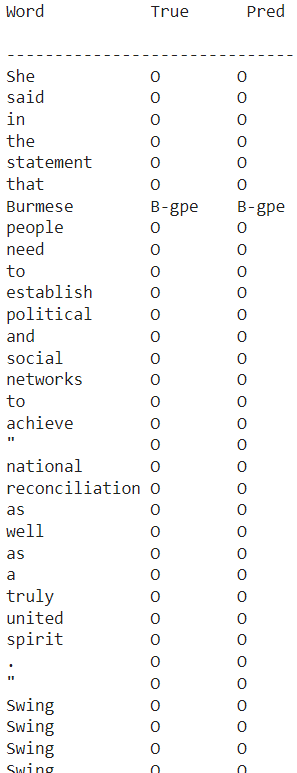 Word True Pred
-----------------------------
She O O
said O O
in O O
the O O
statement O O
that O O
Burmese B-gpe B-gpe
people O O
need O O
to O O
establish O O
political O O
and O O
social O O
networks O O
to O O
achieve O O
" O O
national O O
reconciliation O O
as O O
well O O
as O O
a O O
truly O O
united O O
spirit O O
. O O
" O O
Swing O O
Swing O O
Swing O O
Swing O O